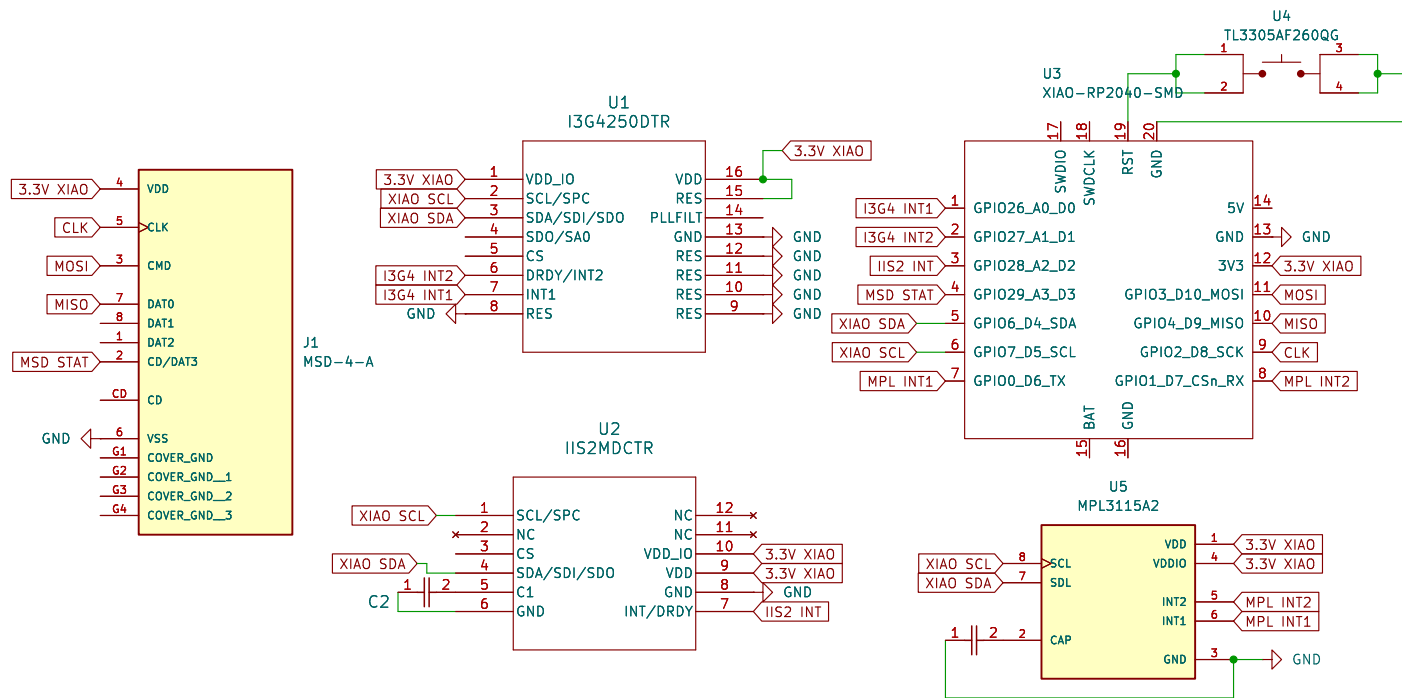 U4
TL3305AF260QG
1
3
2
4
U3
XIAO-RP2040-SMD
17
18
19
20
SWDIO
SWDCLK
RST
GND
I3G4 INT1 1 GPIO26_A0_D0 5V 14
I3G4 INT2 2 GPIO27_A1_D1 GND 13 GND
IIS2 INT 3 GPIO28_A2_D2 3V3 12 3.3V XIAO
MSD STAT 4 GPIO29_A3_D3 GPIO3_D10_MOSI 11 MOSI
XIAO SDA 5 GPIO6_D4_SDA GPIO4_D9_MISO 10 MISO
XIAO SCL 6 GPIO7_D5_SCL GPIO2_D8_SCK 9 CLK
MPL INT1 7 GPIO0_D6_TX GPIO1_D7_CSn_RX 8 MPL INT2
BAT
GND
15
16
U1
I3G4250DTR
3.3V XIAO
3.3V XIAO 1 VDD_IO VDD 16
XIAO SCL 2 SCL/SPC RES 15
XIAO SDA 3 SDA/SDI/SDO PLLFILT 14
4 SDO/SA0 GND 13 GND
5 CS RES 12 GND
I3G4 INT2 6 DRDY/INT2 RES 11 GND
I3G4 INT1 7 INT1 RES 10 GND
GND 8 RES RES 9 GND
3.3V XIAO 4 VDD
CLK 5 CLK
MOSI 3 CMD
MISO 7 DAT0
8 DAT1
1 DAT2
MSD STAT 2 CD/DAT3
CD CD
GND 6 VSS
G1 COVER_GND
G2 COVER_GND__1
G3 COVER_GND__2
G4 COVER_GND__3
J1
MSD-4-A
U2
IIS2MDCTR
XIAO SCL 1 SCL/SPC NC 12
2 NC NC 11
3 CS VDD_IO 10 3.3V XIAO
XIAO SDA 4 SDA/SDI/SDO VDD 9 3.3V XIAO
C2 1 2 5 C1 GND 8 GND
6 GND INT/DRDY 7 IIS2 INT
U5
MPL3115A2
VDD 1 3.3V XIAO
XIAO SCL 8 SCL VDDIO 4 3.3V XIAO
XIAO SDA 7 SDL
INT2 5 MPL INT2
INT1 6 MPL INT1
1 2 2 CAP
GND 3 GND